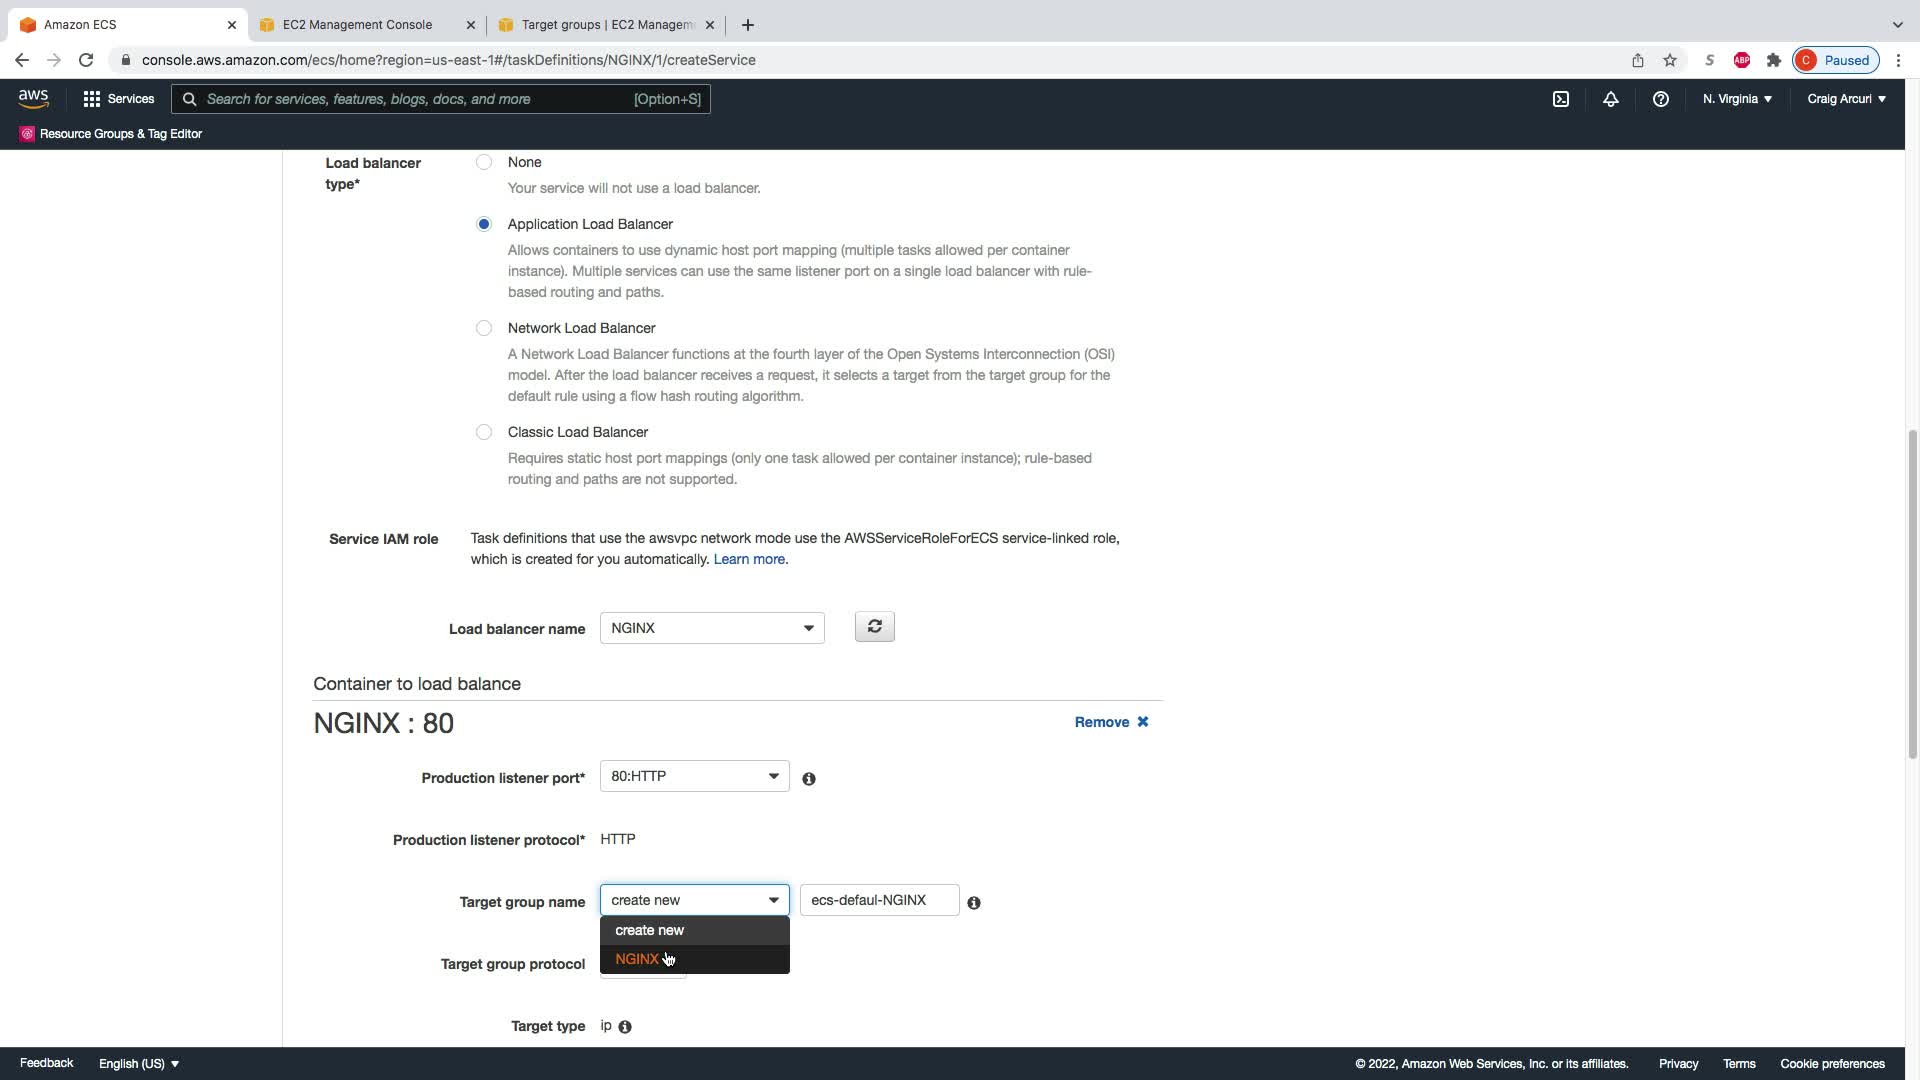 Amazon ECS
EC2 Management Console
Target groups | EC2 Managem
console.aws.amazon.com/ecs/home?region=us-east-1#/taskDefinitions/NGINX/1/createService
S
ABP
C
Paused
aws
Services
Search for services, features, blogs, docs, and more
[Option+S]
N. Virginia
Craig Arcuri
Resource Groups & Tag Editor
Load balancer
type*
None
Your service will not use a load balancer.
Application Load Balancer
Allows containers to use dynamic host port mapping (multiple tasks allowed per container
instance). Multiple services can use the same listener port on a single load balancer with rule-
based routing and paths.
Network Load Balancer
A Network Load Balancer functions at the fourth layer of the Open Systems Interconnection (OSI)
model. After the load balancer receives a request, it selects a target from the target group for the
default rule using a flow hash routing algorithm.
Classic Load Balancer
Requires static host port mappings (only one task allowed per container instance); rule-based
routing and paths are not supported.
Service IAM role
Task definitions that use the awsvpc network mode use the AWSServiceRoleForECS service-linked role,
which is created for you automatically. Learn more.
Load balancer name
NGINX
Container to load balance
NGINX : 80
Remove
Production listener port*
80:HTTP
Production listener protocol*
HTTP
Target group name
create new
ecs-defaul-NGINX
create new
NGINX
Target group protocol
Target type
ip
Feedback
English (US)
© 2022, Amazon Web Services, Inc. or its affiliates.
Privacy
Terms
Cookie preferences